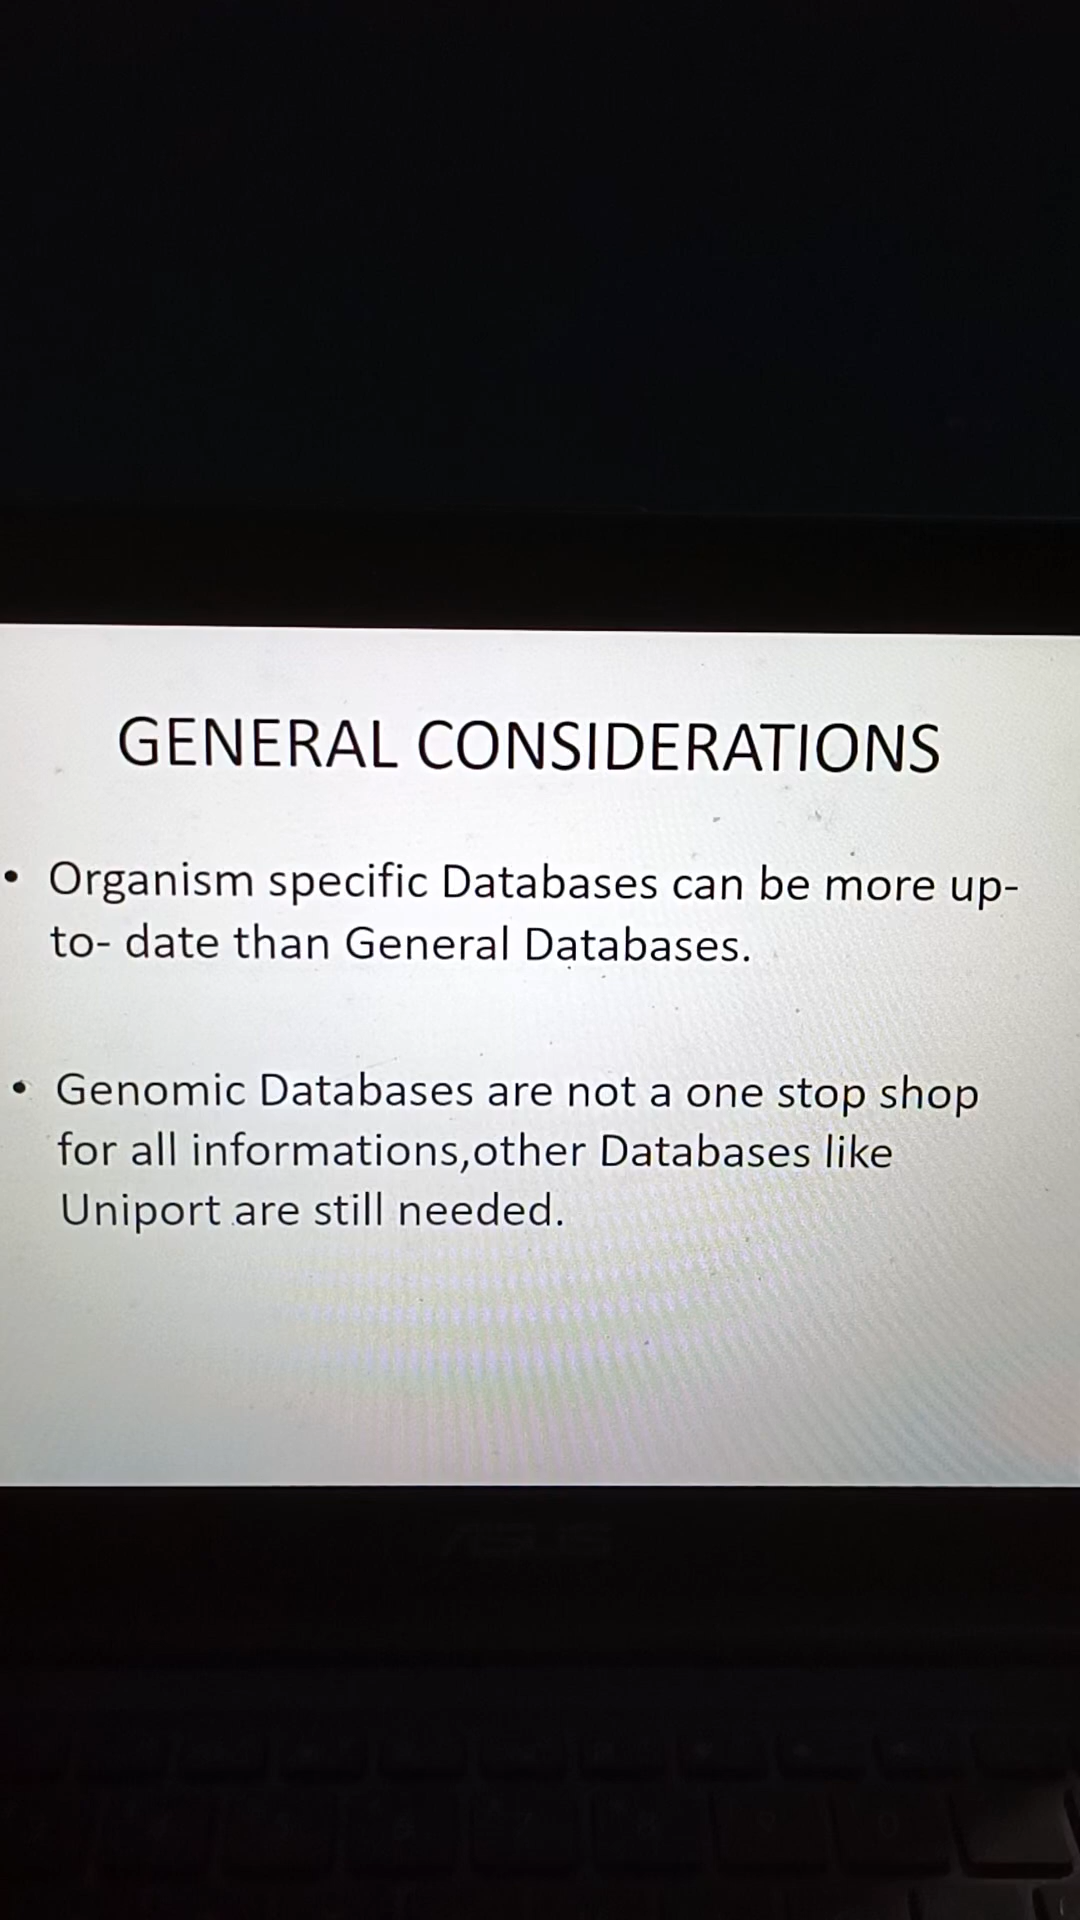 GENERAL CONSIDERATIONS
• Organism specific Databases can be more up-
to- date than General Databases.
• Genomic Databases are not a one stop shop
for all informations,other Databases like
Uniport are still needed.
ASUS